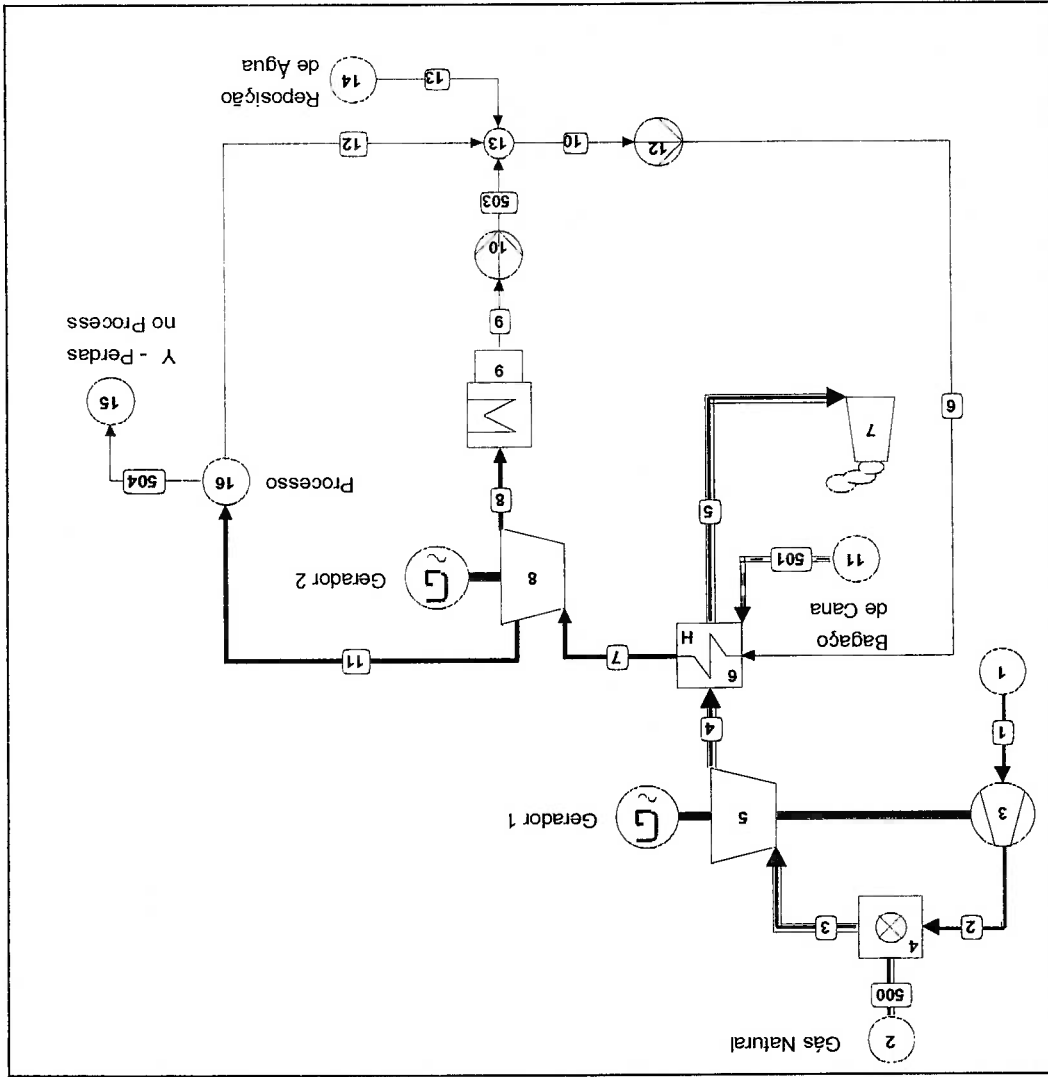 2
Gás Natural
500
4
2
3
3
5
G
Gerador 1
1
4
1
6
H
7
11
Bagaço
de Cana
11
501
8
G
Gerador 2
5
8
7
16
Processo
504
15
Y - Perdas
no Process
9
6
9
10
503
12
10
13
12
13
14
Reposição
de Água